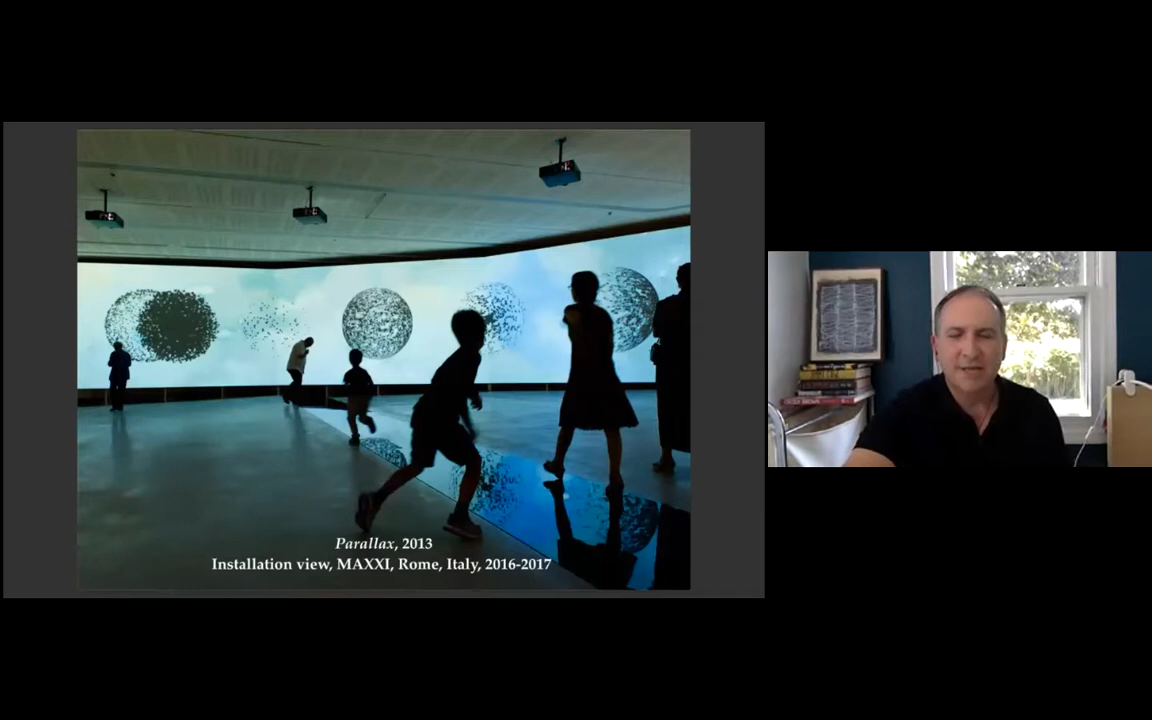 Parallax, 2013
Installation view, MAXXI, Rome, Italy, 2016-2017